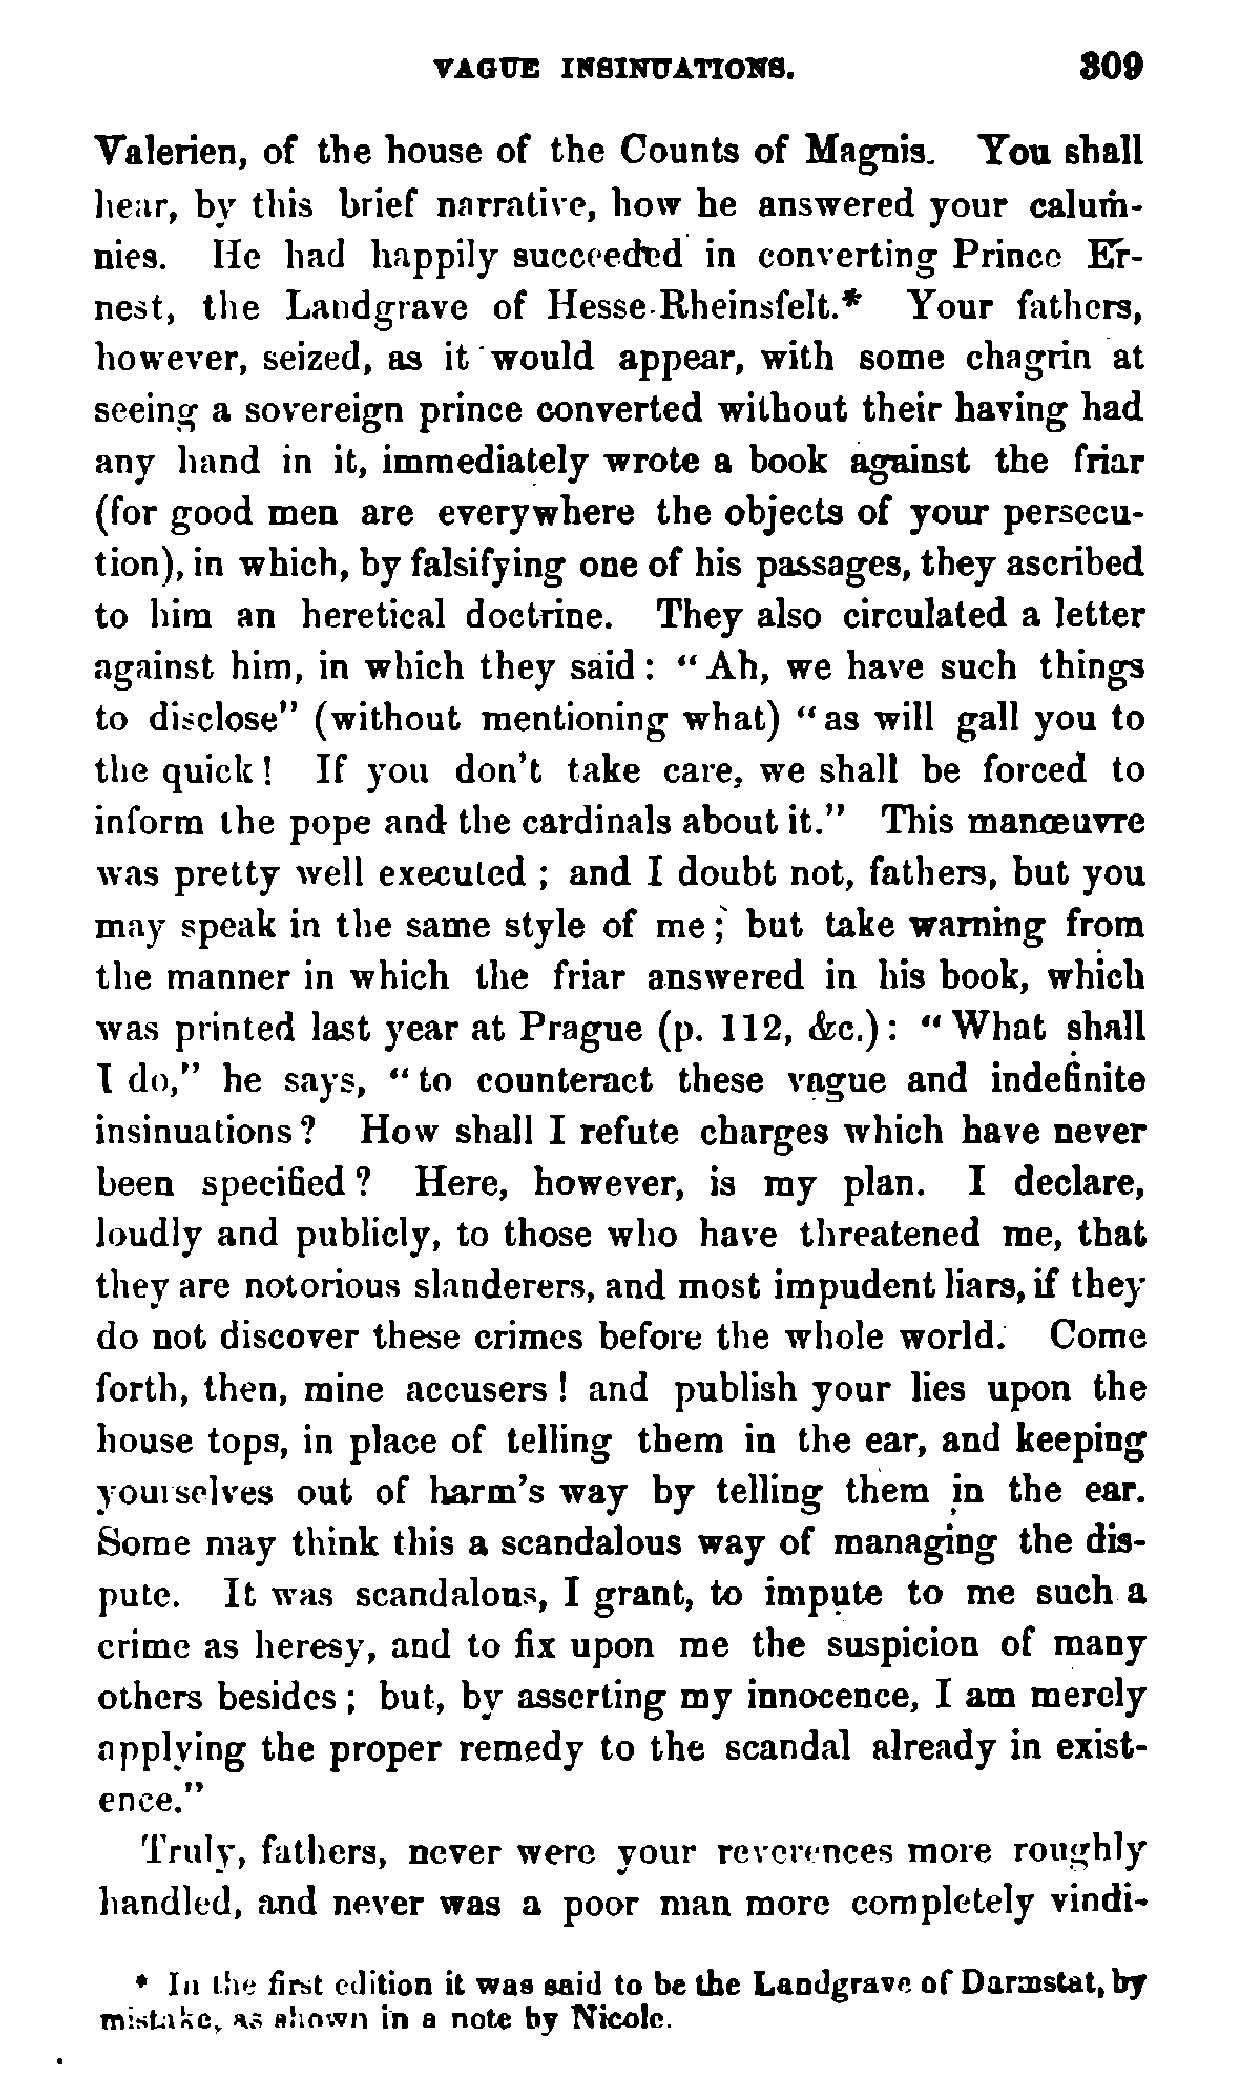 VAGUE INSINUATIONS. 309
Valerien, of the house of the Counts of Magnis. You shall
hear, by this brief narrative, how he answered your calum-
nies. He had happily succeeded in converting Prince Er-
nest, the Landgrave of Hesse-Rheinsfelt.* Your fathers,
however, seized, as it would appear, with some chagrin at
seeing a sovereign prince converted without their having had
any hand in it, immediately wrote a book against the friar
(for good men are everywhere the objects of your persecu-
tion), in which, by falsifying one of his passages, they ascribed
to him an heretical doctrine. They also circulated a letter
against him, in which they said: "Ah, we have such things
to disclose" (without mentioning what) "as will gall you to
the quick! If you don't take care, we shall be forced to
inform the pope and the cardinals about it." This manœuvre
was pretty well executed; and I doubt not, fathers, but you
may speak in the same style of me; but take warning from
the manner in which the friar answered in his book, which
was printed last year at Prague (p. 112, &c.): "What shall
I do," he says, "to counteract these vague and indefinite
insinuations? How shall I refute charges which have never
been specified? Here, however, is my plan. I declare,
loudly and publicly, to those who have threatened me, that
they are notorious slanderers, and most impudent liars, if they
do not discover these crimes before the whole world. Come
forth, then, mine accusers! and publish your lies upon the
house tops, in place of telling them in the ear, and keeping
yourselves out of harm's way by telling them in the ear.
Some may think this a scandalous way of managing the dis-
pute. It was scandalous, I grant, to impute to me such a
crime as heresy, and to fix upon me the suspicion of many
others besides; but, by asserting my innocence, I am merely
applying the proper remedy to the scandal already in exist-
ence."
Truly, fathers, never were your reverences more roughly
handled, and never was a poor man more completely vindi-
* In the first edition it was said to be the Landgrave of Darmstat, by
mistake, as shown in a note by Nicole.